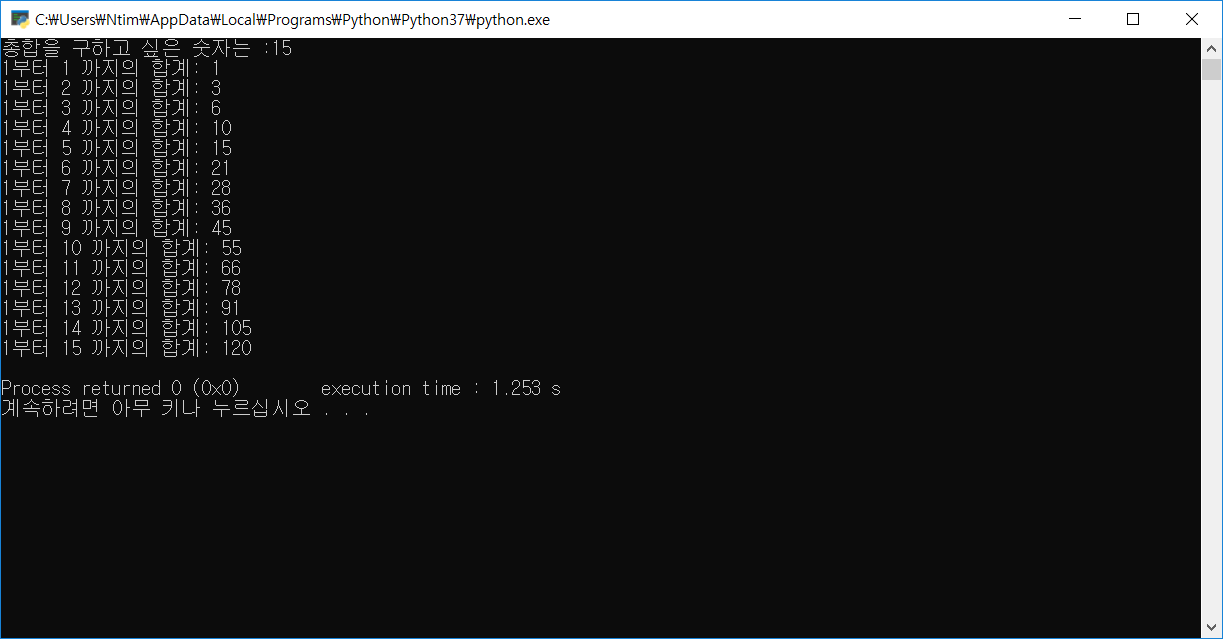 C:₩Users₩Ntim₩AppData₩Local₩Programs₩Python₩Python37₩python.exe
총합을 구하고 싶은 숫자는 :15
1부터 1 까지의 합계: 1
1부터 2 까지의 합계: 3
1부터 3 까지의 합계: 6
1부터 4 까지의 합계: 10
1부터 5 까지의 합계: 15
1부터 6 까지의 합계: 21
1부터 7 까지의 합계: 28
1부터 8 까지의 합계: 36
1부터 9 까지의 합계: 45
1부터 10 까지의 합계: 55
1부터 11 까지의 합계: 66
1부터 12 까지의 합계: 78
1부터 13 까지의 합계: 91
1부터 14 까지의 합계: 105
1부터 15 까지의 합계: 120
Process returned 0 (0x0)        execution time : 1.253 s
계속하려면 아무 키나 누르십시오 . . .